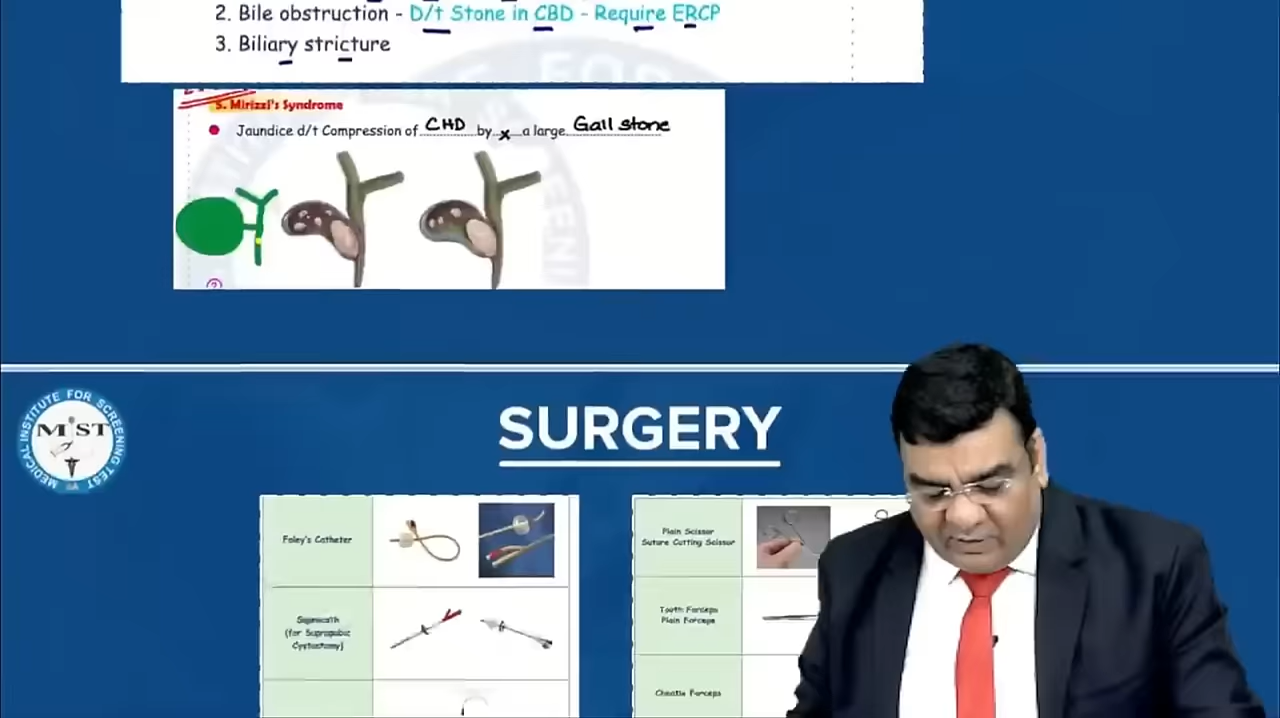 2. Bile obstruction - D/t Stone in CBD - Require ERCP
3. Biliary stricture
5. Mirizzi's Syndrome
Jaundice d/t Compression of CHD by x a large Gall stone
?
MEDICAL INSTITUTE FOR SCREENING TEST
MIST
SURGERY
Foley's Catheter
Plain Scissor
Suture Cutting Scissor
(for Suprapubic
Cystostomy)
Tooth Forceps
Plain Forceps
Cheatle Forceps